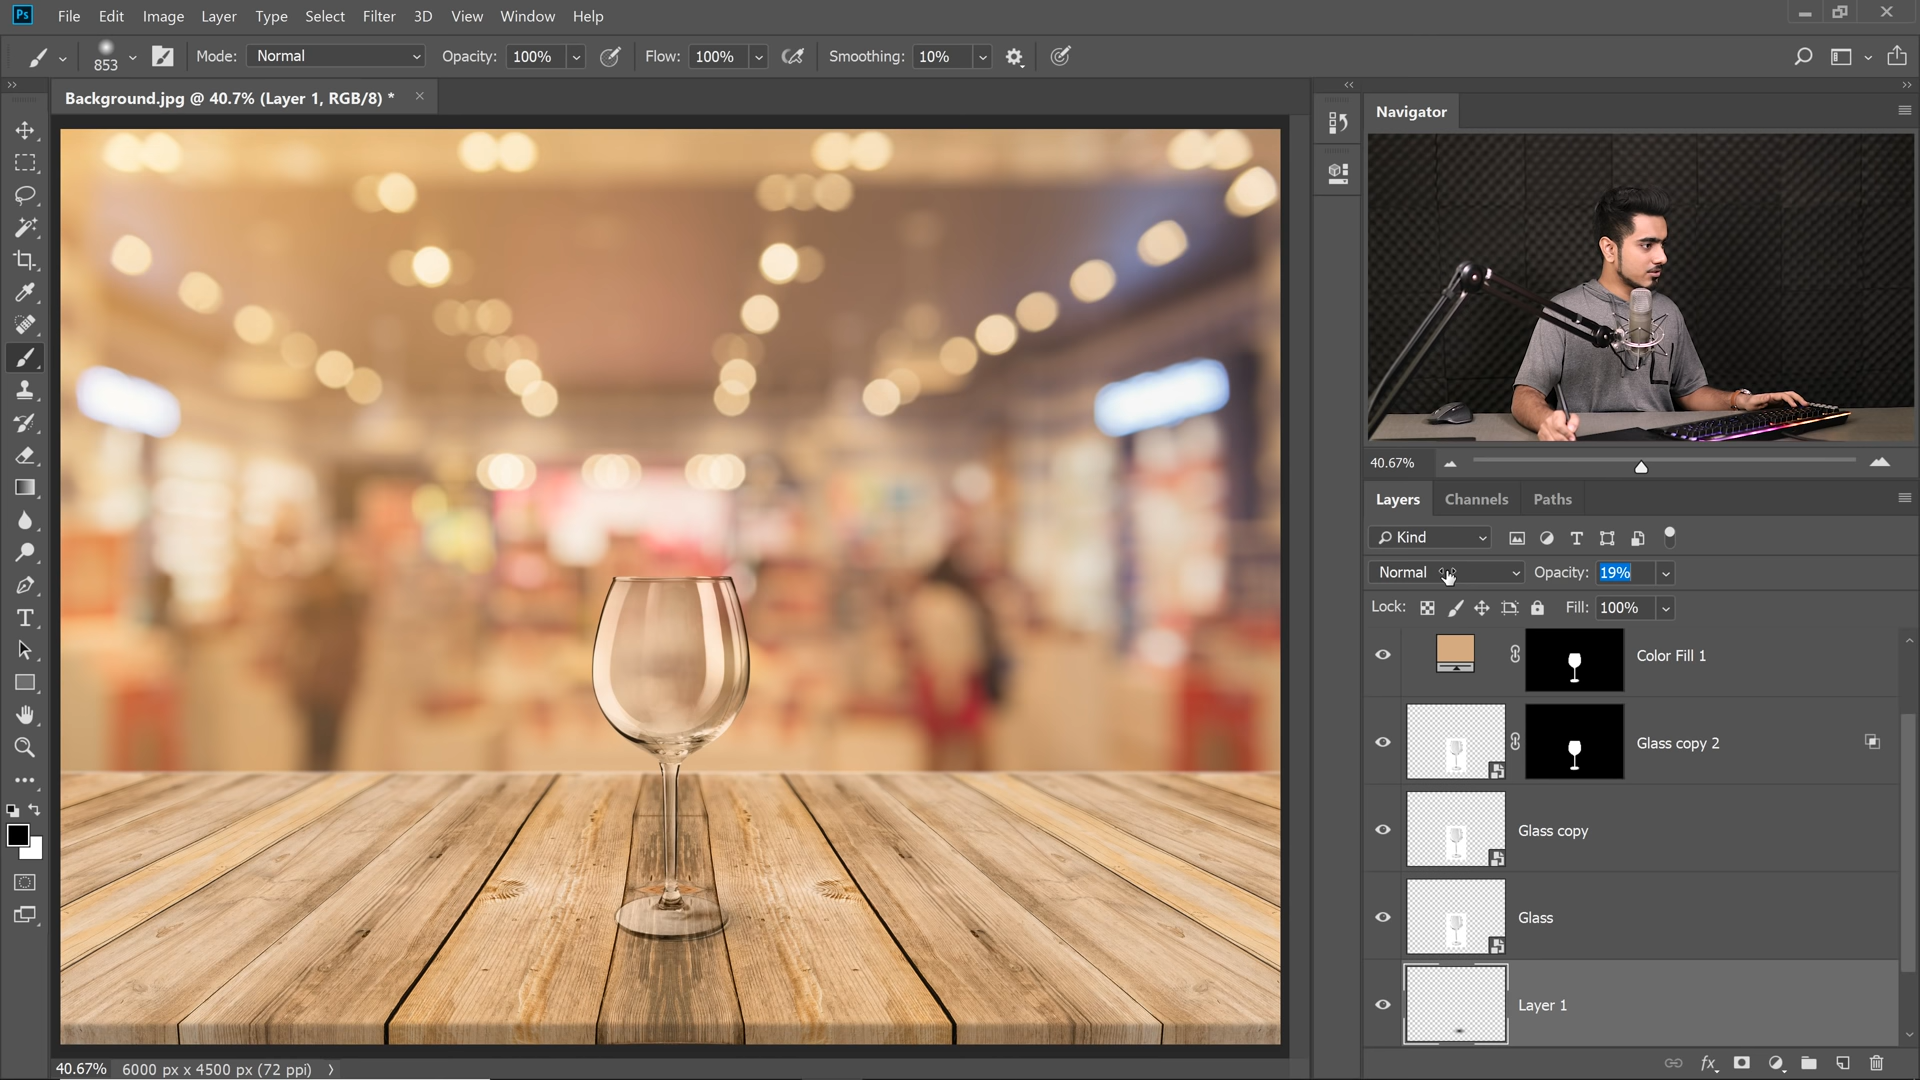 Ps File Edit Image Layer Type Select Filter 3D View Window Help
853 Mode: Normal Opacity: 100% Flow: 100% Smoothing: 10%
Background.jpg @ 40.7% (Layer 1, RGB/8) *
Navigator
40.67%
Layers Channels Paths
Kind
Normal Opacity: 19%
Lock: Fill: 100%
Color Fill 1
Glass copy 2
Glass copy
Glass
Layer 1
fx
40.67% 6000 px x 4500 px (72 ppi)